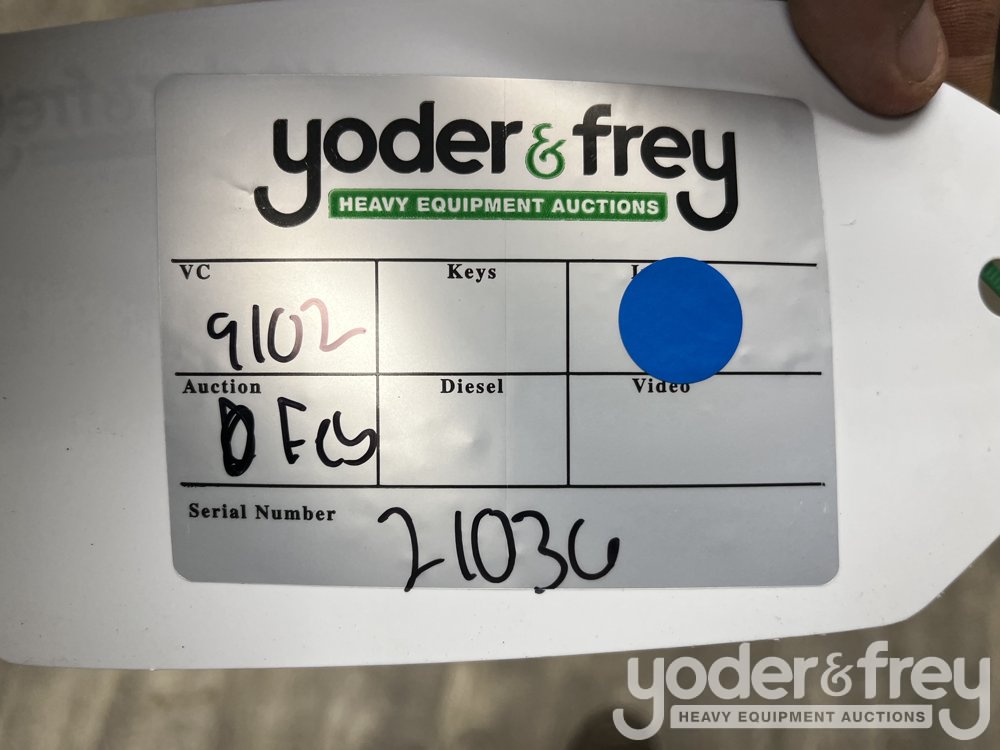 yoder & frey
HEAVY EQUIPMENT AUCTIONS
VC
Keys
9102
Auction
Diesel
Video
Serial Number
21036
yoder & frey
HEAVY EQUIPMENT AUCTIONS